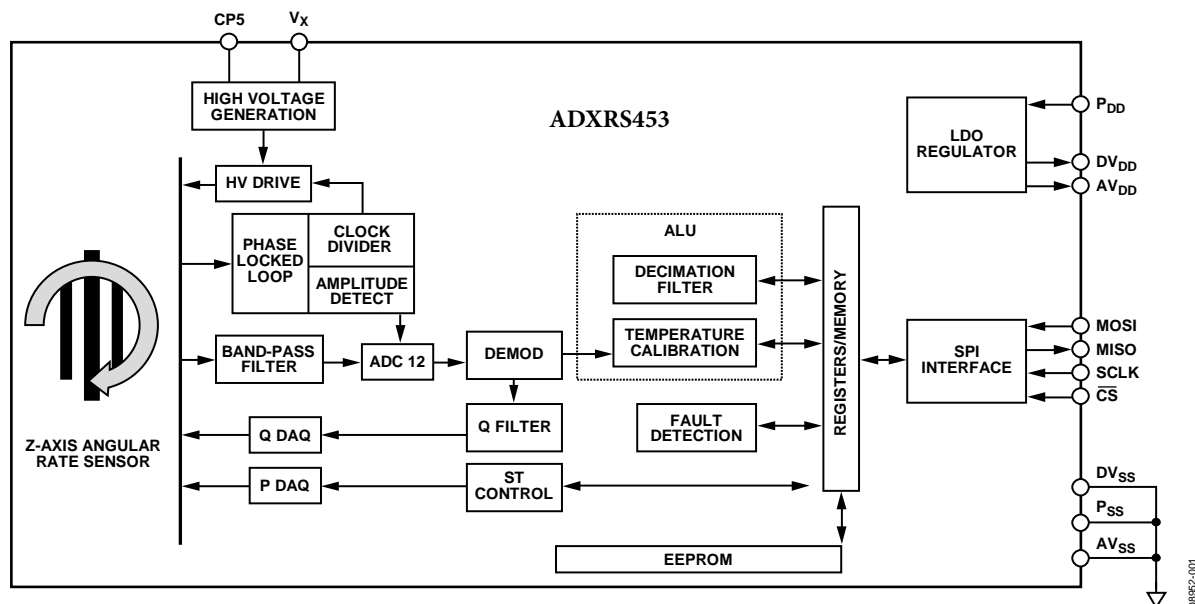 CP5
VX
HIGH VOLTAGE
GENERATION
ADXRS453
LDO
REGULATOR
PDD
DVDD
AVDD
HV DRIVE
PHASE
LOCKED
LOOP
CLOCK
DIVIDER
AMPLITUDE
DETECT
ALU
DECIMATION
FILTER
TEMPERATURE
CALIBRATION
BAND-PASS
FILTER
ADC 12
DEMOD
REGISTERS/MEMORY
SPI
INTERFACE
MOSI
MISO
SCLK
CS
Z-AXIS ANGULAR
RATE SENSOR
Q DAQ
Q FILTER
FAULT
DETECTION
P DAQ
ST
CONTROL
EEPROM
DVSS
PSS
AVSS
08952-001